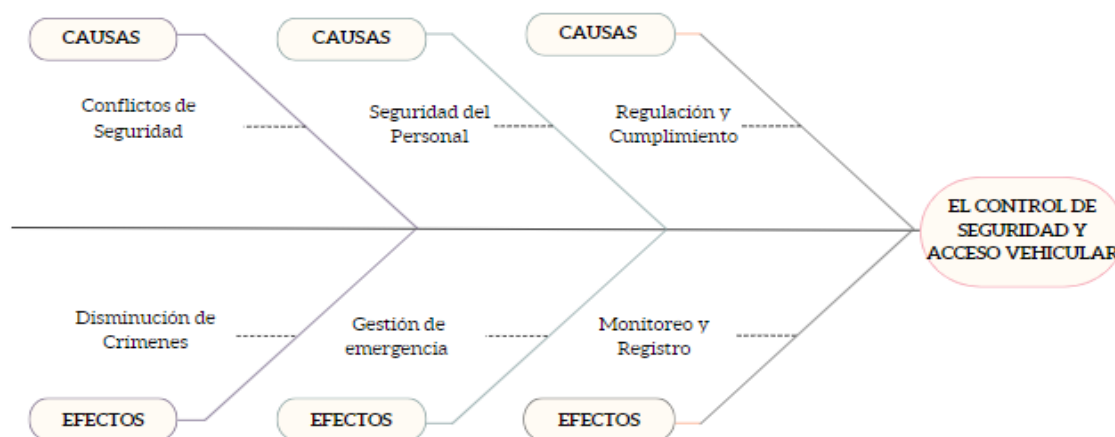 CAUSAS
CAUSAS
CAUSAS
Conflictos de
Seguridad
Seguridad del
Personal
Regulación y
Cumplimiento
EL CONTROL DE
SEGURIDAD Y
ACCESO VEHICULAR
Disminución de
Crímenes
Gestión de
emergencia
Monitoreo y
Registro
EFECTOS
EFECTOS
EFECTOS